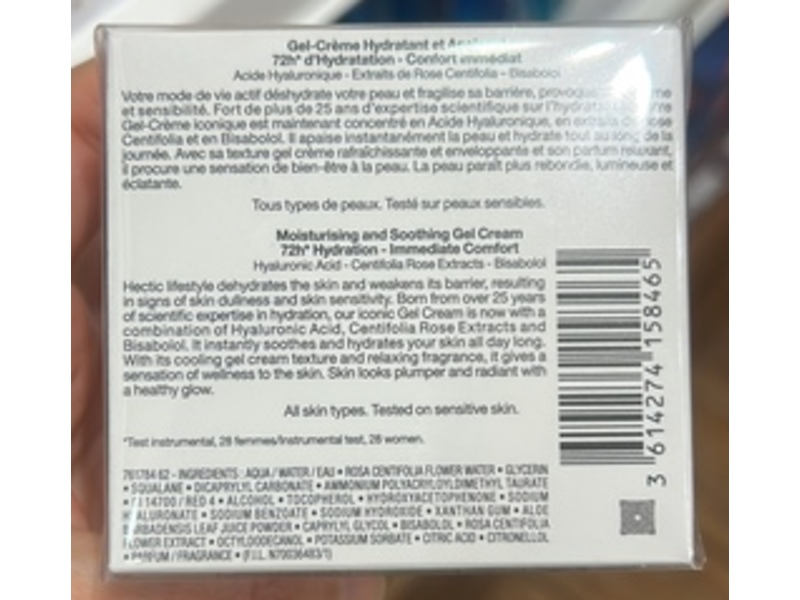 Gel-Crème Hydratant et
72h* d'Hydratation - Confort immédiat
Acide Hyaluronique - Extraits de Rose Centifolia - Bisabolol
Votre mode de vie actif déshydrate votre peau et fragilise sa barrière,
et sensibilité. Fort de plus de 25 ans d'expertise scientifique sur
Gel-Crème iconique est maintenant concentré en Acide Hyaluronique, en
Centifolia et en Bisabolol. Il apaise instantanément la peau et hydrate tout au long de la
journée. Avec sa texture gel crème rafraîchissante et enveloppante et son parfum relaxant,
il procure une sensation de bien-être à la peau. La peau paraît plus rebondie, lumineuse et
éclatante.
Tous types de peaux. Testé sur peaux sensibles.
Moisturising and Soothing Gel Cream
72h* Hydration - Immediate Comfort
Hyaluronic Acid - Centifolia Rose Extracts - Bisabolol
Hectic lifestyle dehydrates the skin and weakens its barrier, resulting
in signs of skin dullness and skin sensitivity. Born from over 25 years
of scientific expertise in hydration, our iconic Gel Cream is now with a
combination of Hyaluronic Acid, Centifolia Rose Extracts and
Bisabolol. It instantly soothes and hydrates your skin all day long.
With its cooling gel cream texture and relaxing fragrance, it gives a
sensation of wellness to the skin. Skin looks plumper and radiant with
a healthy glow.
All skin types. Tested on sensitive skin.
*Test instrumental, 28 femmes/Instrumental test, 28 women.
761784 62 - INGREDIENTS : AQUA / WATER / EAU • ROSA CENTIFOLIA FLOWER WATER • GLYCERIN
• SQUALANE • DICAPRYLYL CARBONATE • AMMONIUM POLYACRYLOYLDIMETHYL TAURATE
• CI 14700 / RED 4 • ALCOHOL • TOCOPHEROL • HYDROXYACETOPHENONE • SODIUM
HYALURONATE • SODIUM BENZOATE • SODIUM HYDROXIDE • XANTHAN GUM • ALOE
BARBADENSIS LEAF JUICE POWDER • CAPRYLYL GLYCOL • BISABOLOL • ROSA CENTIFOLIA
FLOWER EXTRACT • OCTYLDODECANOL • POTASSIUM SORBATE • CITRIC ACID • CITRONELLOL
• PARFUM / FRAGRANCE • (F.I.L. N70036483/1)
3 614274 158465